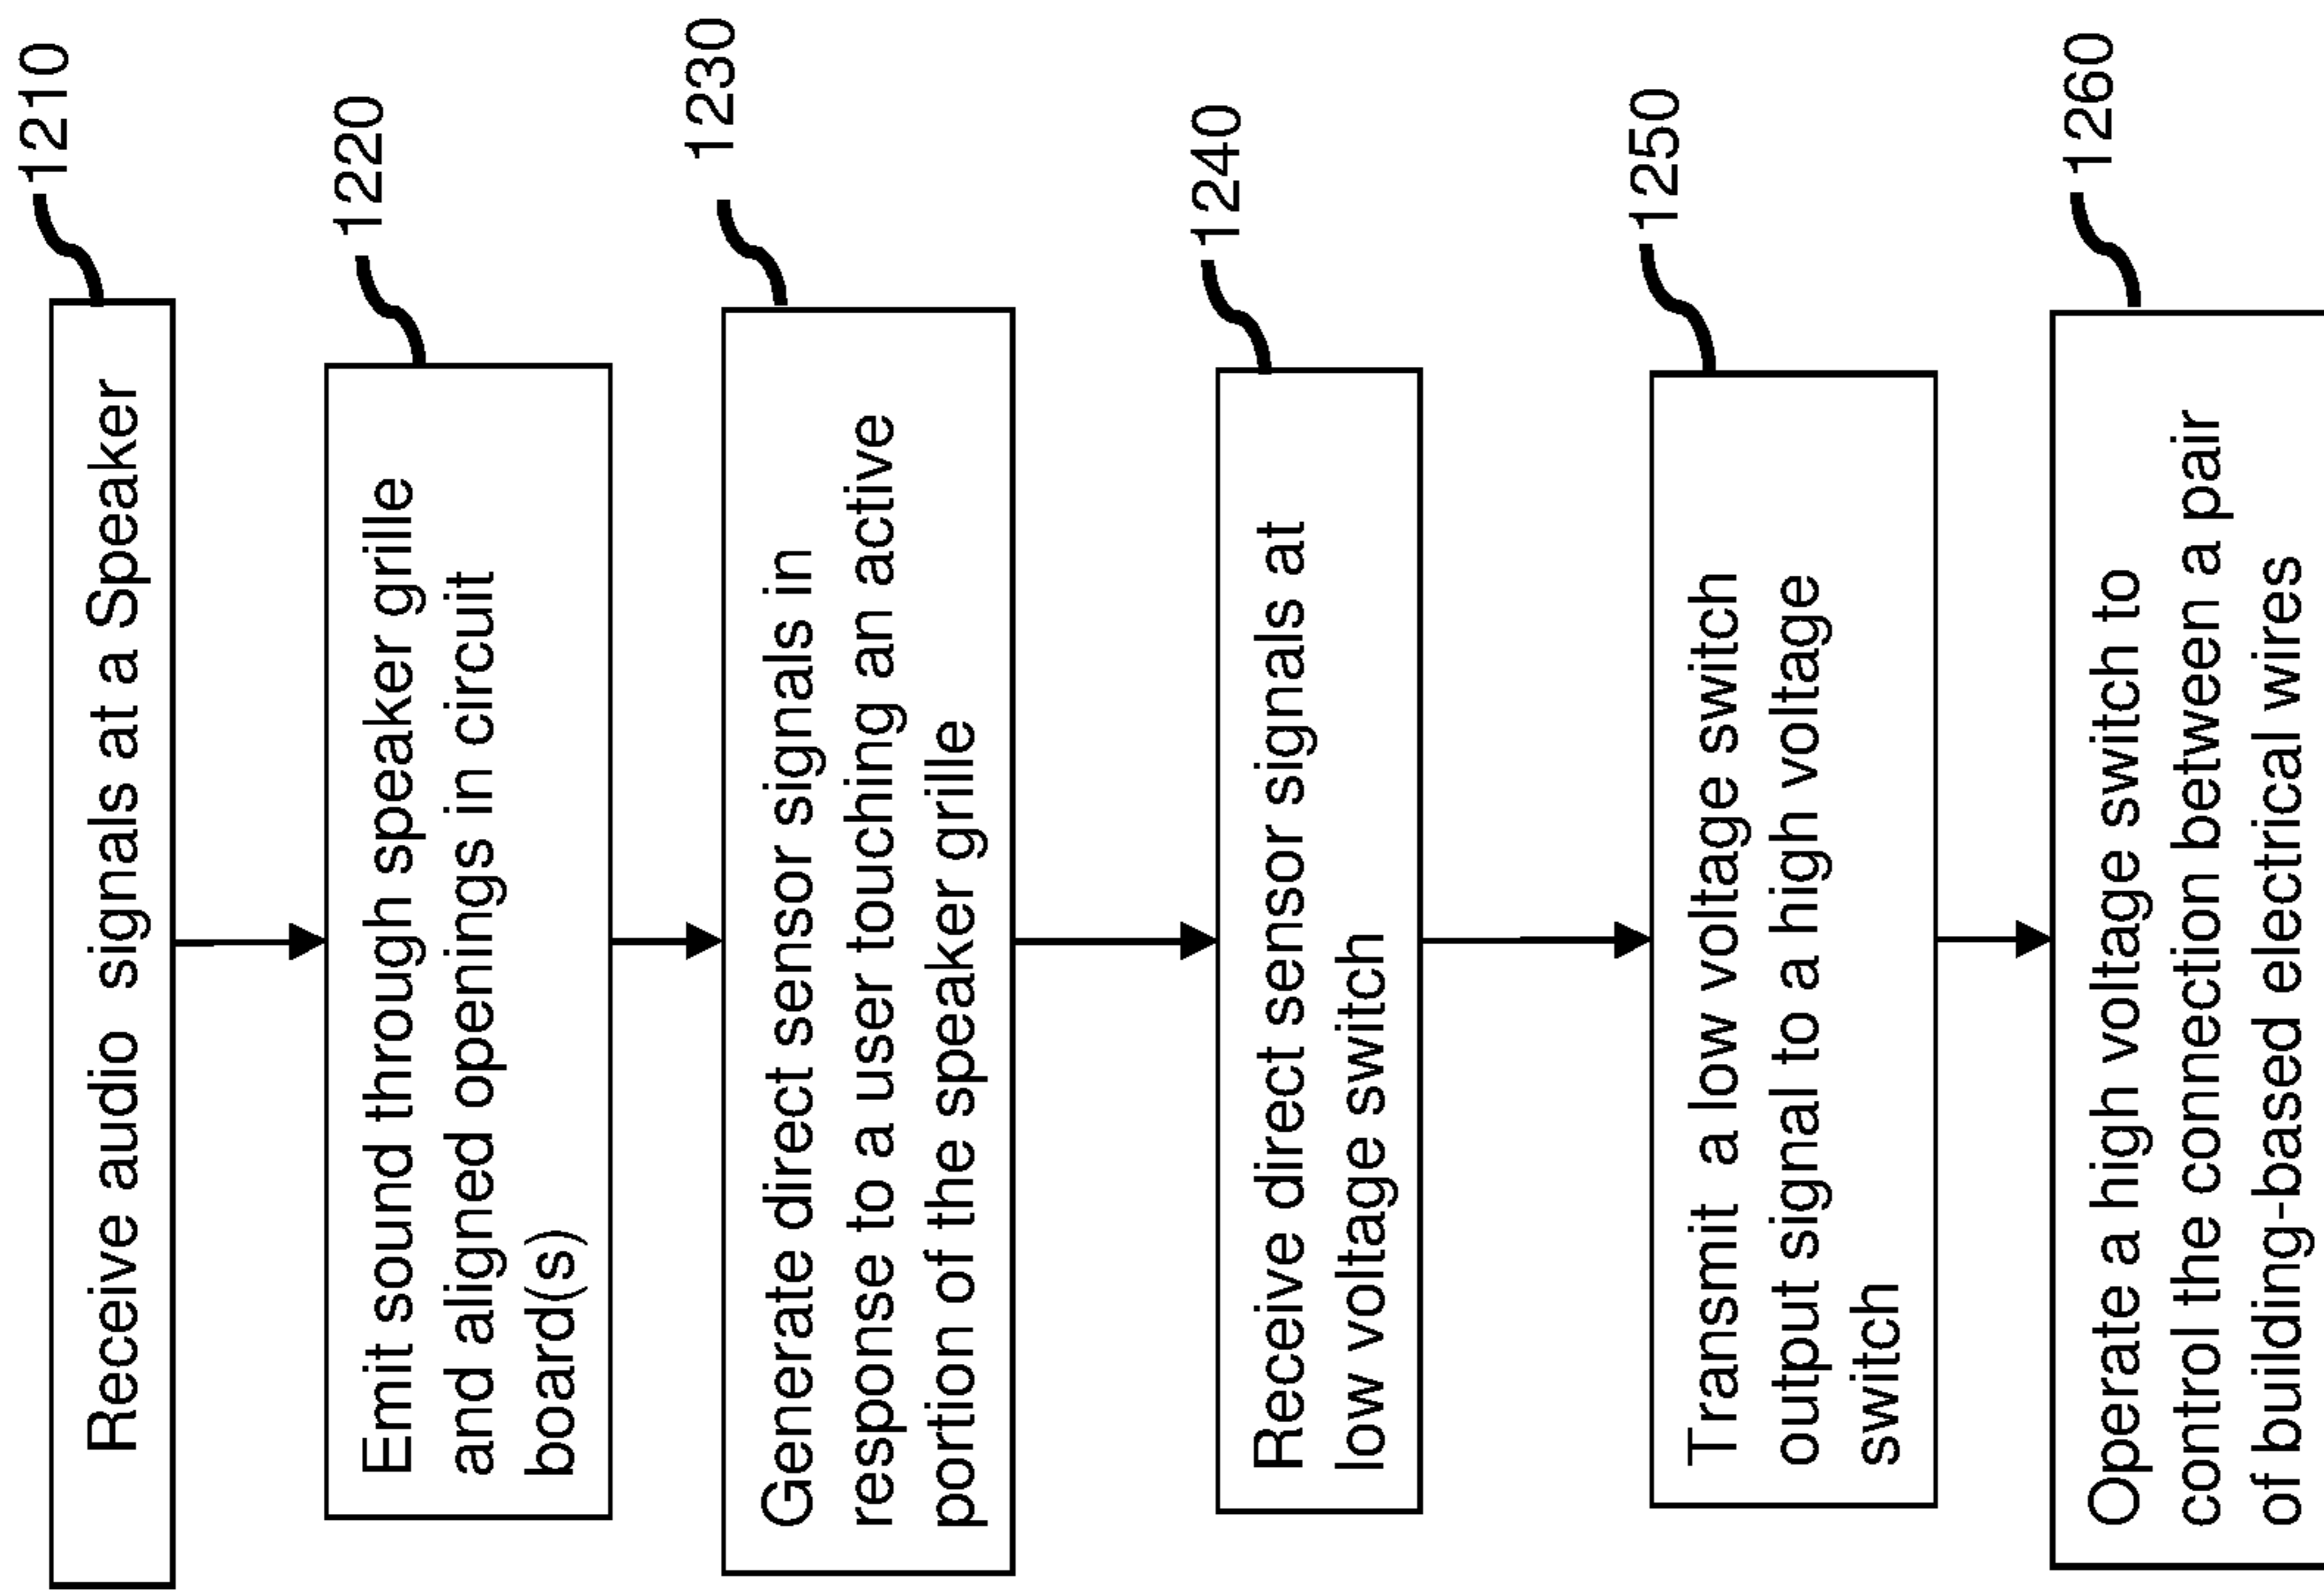 1210
Receive audio signals at a Speaker
1220
Emit sound through speaker grille
and aligned openings in circuit
board(s)
1230
Generate direct sensor signals in
response to a user touching an active
portion of the speaker grille
1240
Receive direct sensor signals at
low voltage switch
1250
Transmit a low voltage switch
output signal to a high voltage
switch
1260
Operate a high voltage switch to
control the connection between a pair
of building-based electrical wires